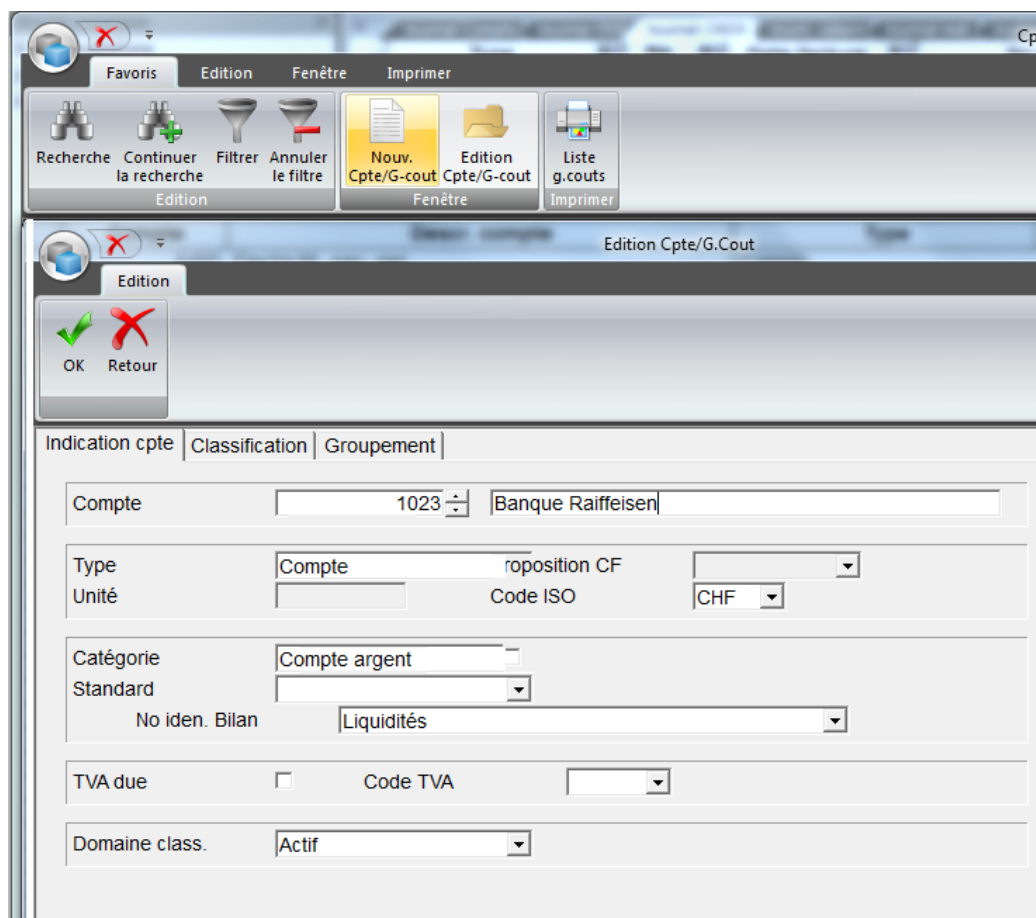 Cp
Favoris Edition Fenêtre Imprimer
Recherche Continuer la recherche Filtrer Annuler le filtre Nouv. Cpte/G-cout Edition Cpte/G-cout Liste g.couts
Edition Fenêtre Imprimer
Descr. compte Type
Edition Cpte/G.Cout
Edition
OK Retour
Indication cpte Classification Groupement
Compte 1023 Banque Raiffeisen
Type Compte roposition CF
Unité Code ISO CHF
Catégorie Compte argent
Standard
No iden. Bilan Liquidités
TVA due Code TVA
Domaine class. Actif